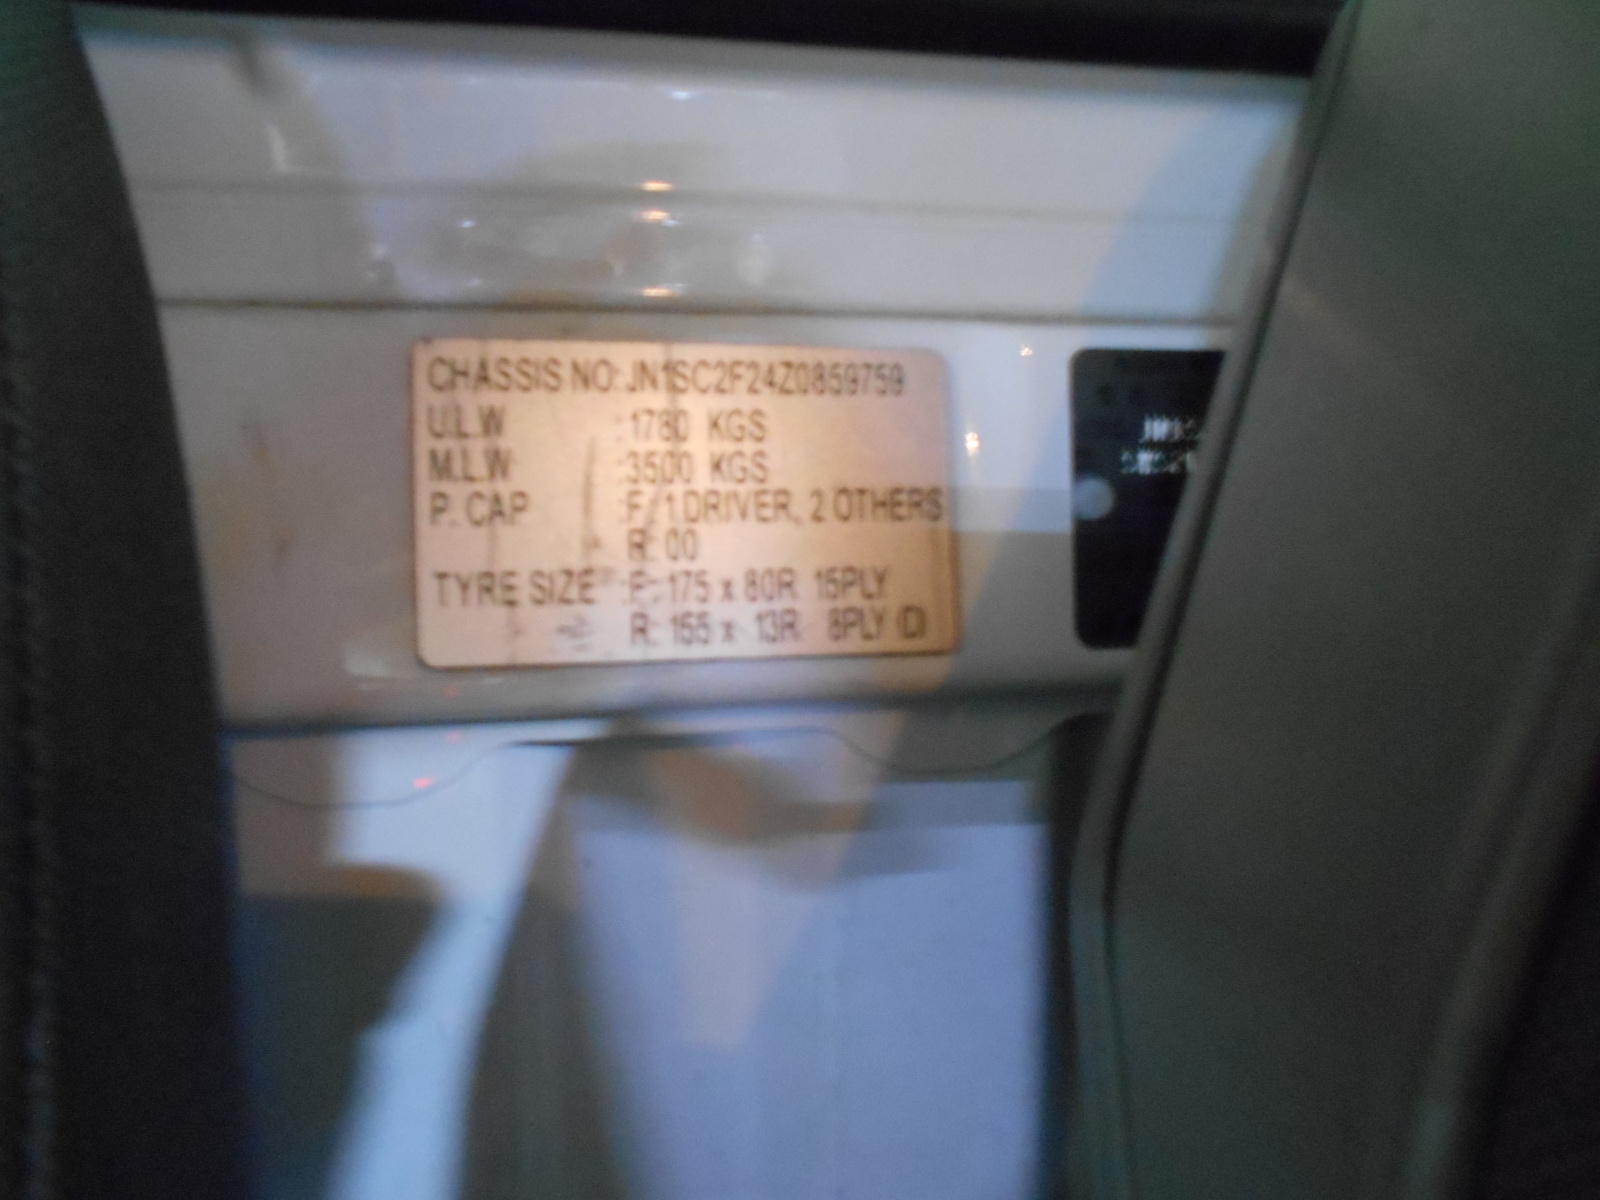 CHASSIS NO: JN1SC2F24Z0859759
U.L.W : 1780 KGS
M.L.W : 3500 KGS
P. CAP : F/ 1 DRIVER, 2 OTHERS
R: 00
TYRE SIZE : F: 175 x 80R 15PLY
R: 155 x 13R 8PLY (D)